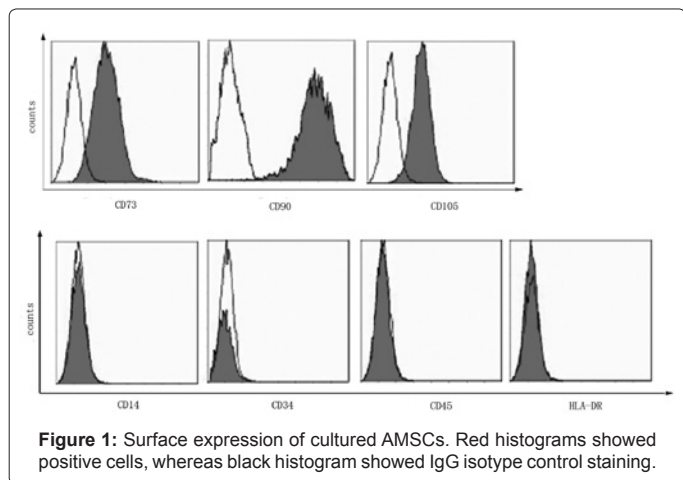 counts
CD73
CD90
CD105
counts
CD14
CD34
CD45
HLA-DR
Figure 1: Surface expression of cultured AMSCs. Red histograms showed
positive cells, whereas black histogram showed IgG isotype control staining.